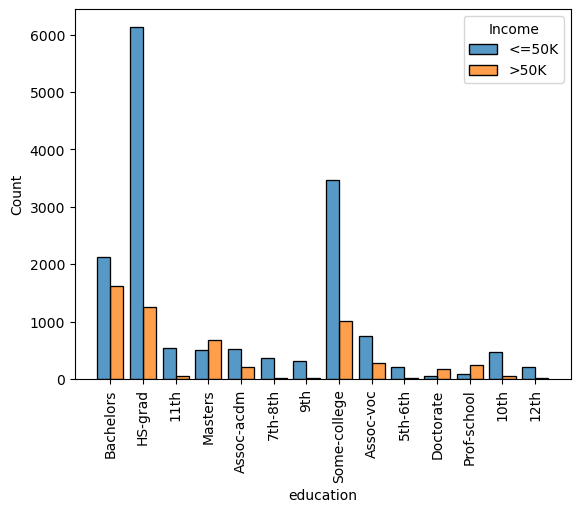 Income
<=50K
>50K
6000
5000
4000
3000
2000
1000
0
Count
Bachelors
HS-grad
11th
Masters
Assoc-acdm
7th-8th
9th
Some-college
Assoc-voc
5th-6th
Doctorate
Prof-school
10th
12th
education